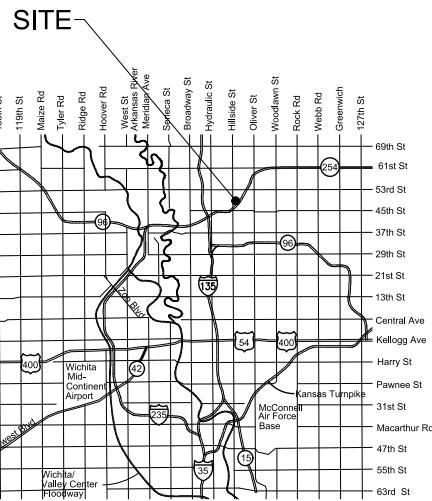 SITE
119th St
Maize Rd
Tyler Rd
Ridge Rd
Hoover Rd
West St
Arkansas River
Meridian Ave
Seneca St
Broadway St
Hydraulic St
Hillside St
Oliver St
Woodlawn St
Rock Rd
Webb Rd
Greenwich
127th St
69th St
61st St
254
53rd St
45th St
96
37th St
96
29th St
21st St
135
13th St
Zoo Blvd
Central Ave
54
400
Kellogg Ave
400
Harry St
42
Wichita
Mid-
Continent
Airport
Pawnee St
Kansas Turnpike
235
McConnell
Air Force
Base
31st St
Macarthur Rd
west Blvd
47th St
15
35
55th St
Wichita/
Valley Center
Floodway
63rd St